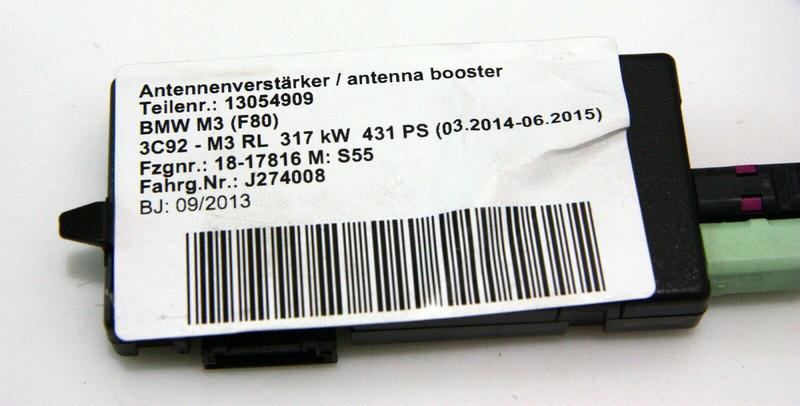 Antennenverstärker / antenna booster
Teilenr.: 13054909
BMW M3 (F80)
3C92 - M3 RL 317 kW 431 PS (03.2014-06.2015)
Fzgnr.: 18-17816 M: S55
Fahrg.Nr.: J274008
BJ: 09/2013